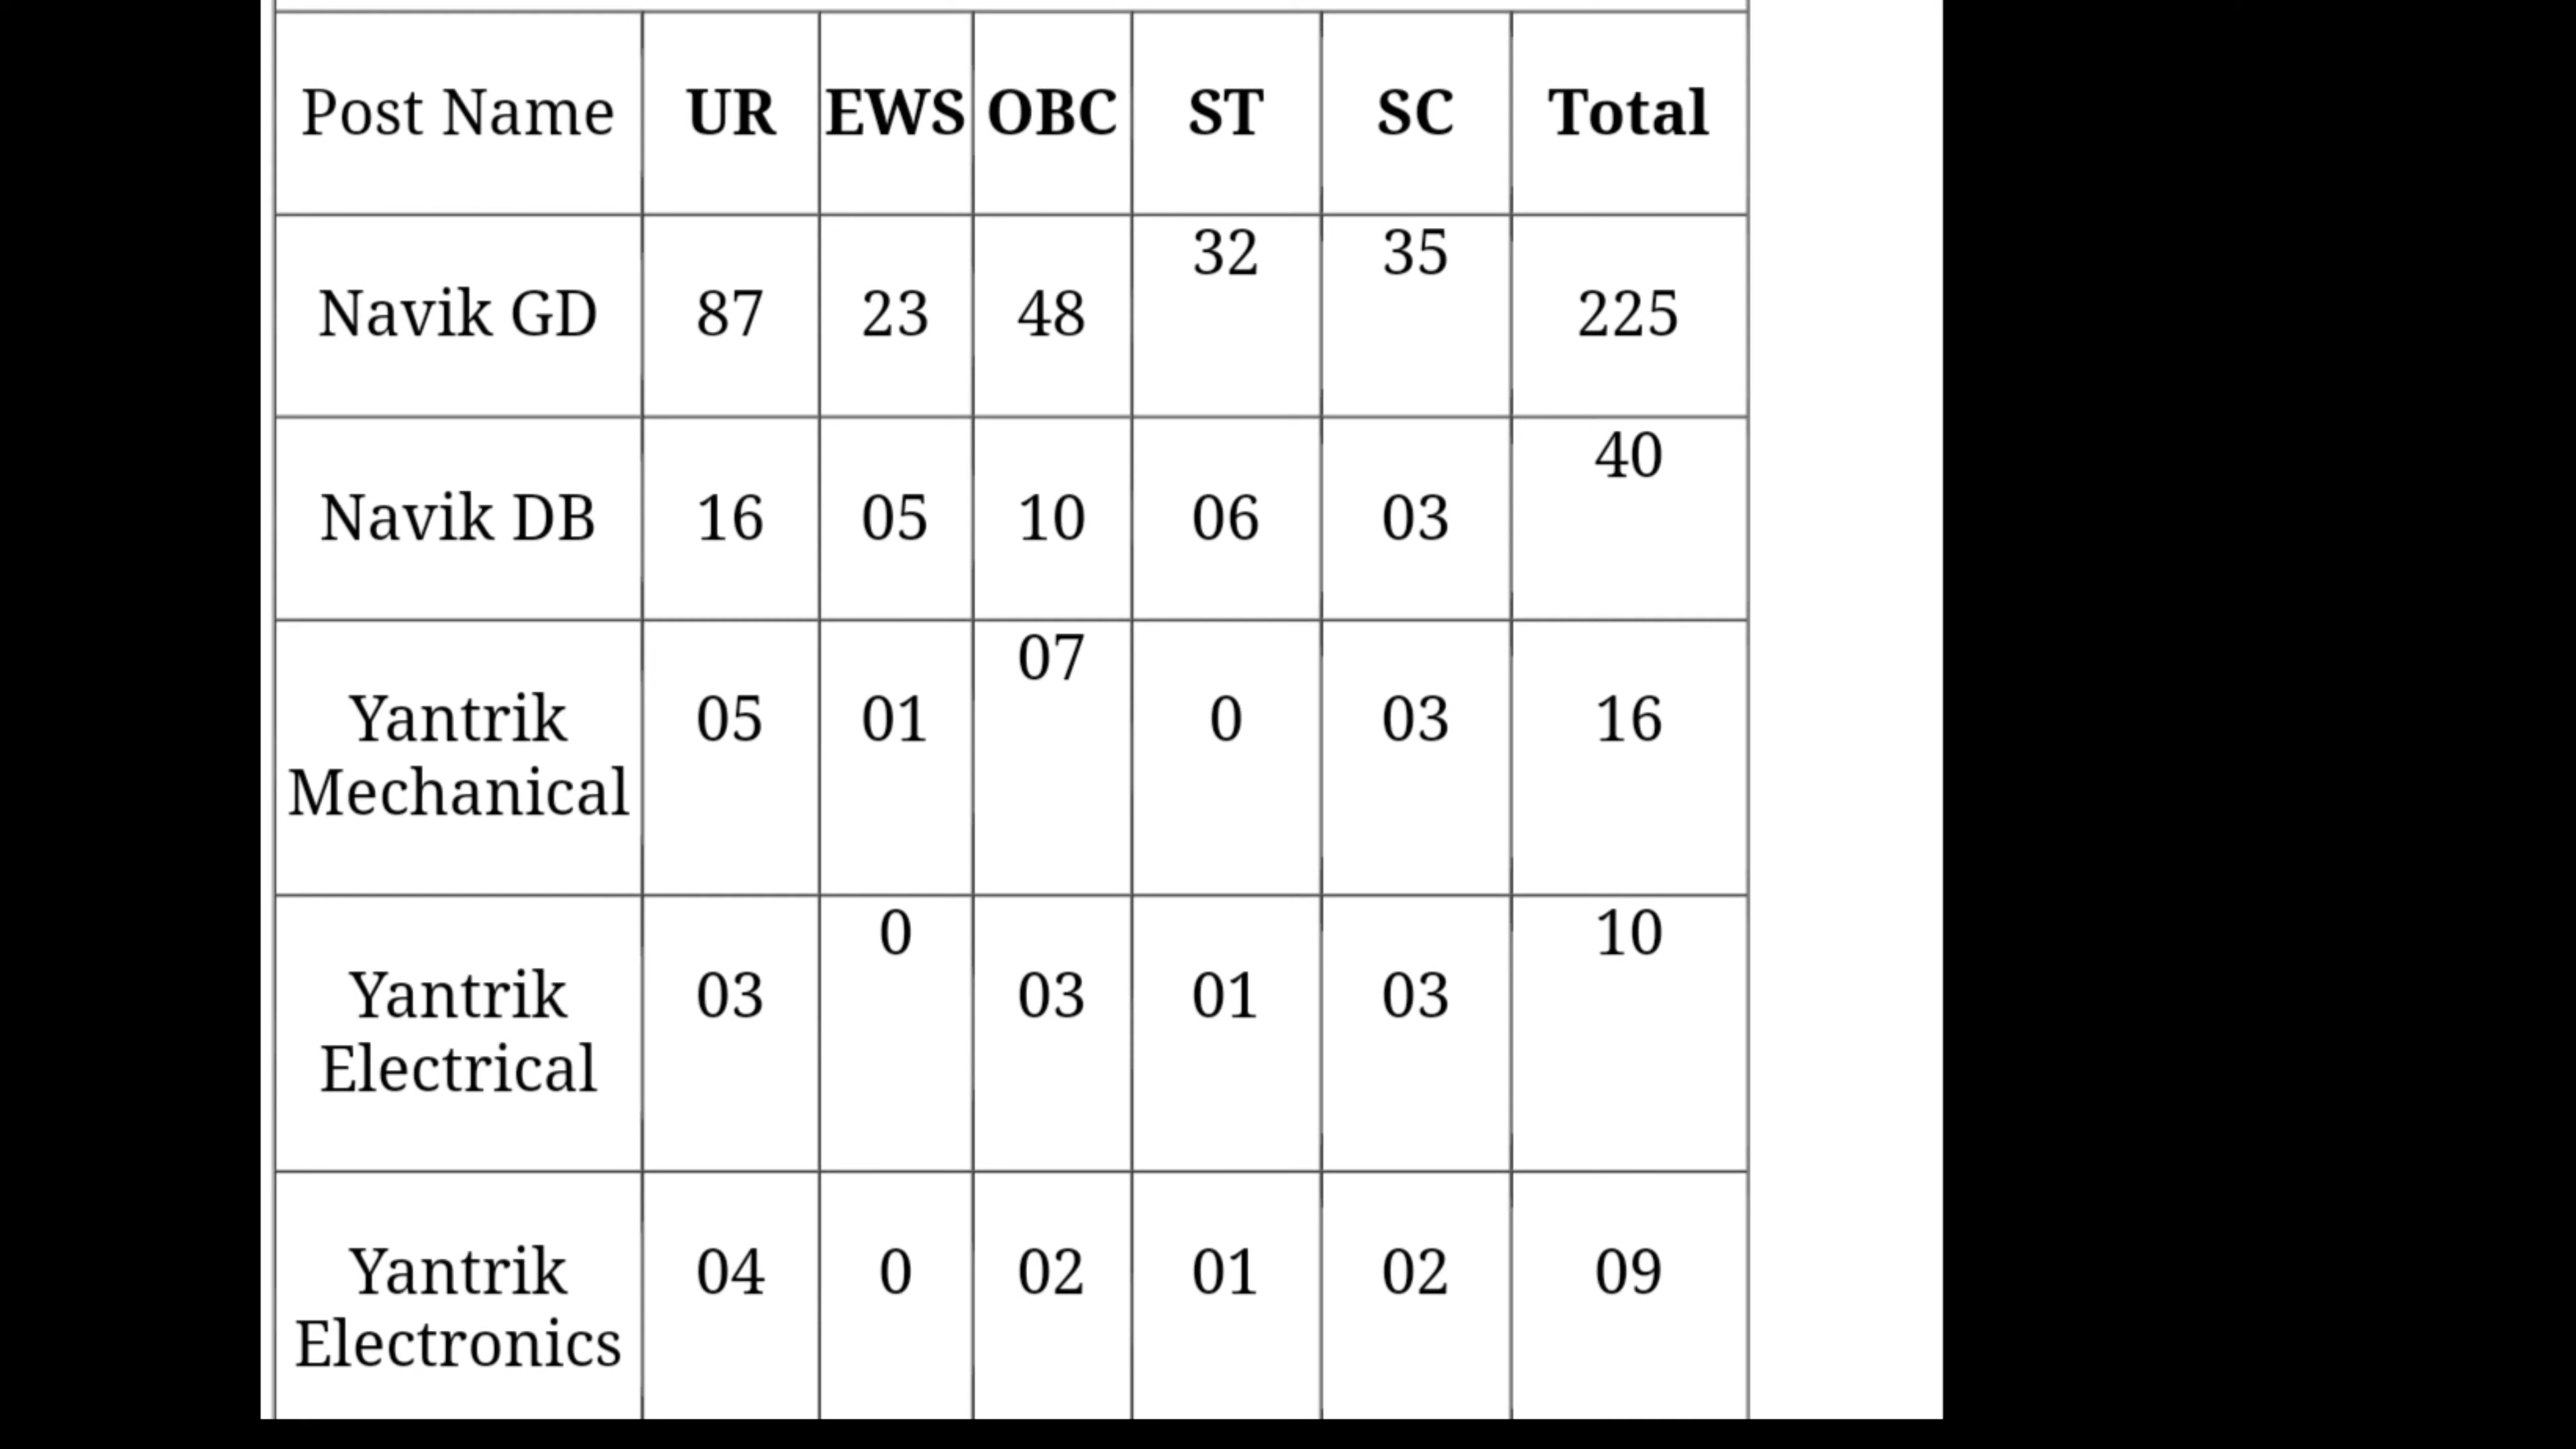 Post Name UR EWS OBC ST SC Total
Navik GD 87 23 48 32 35 225
Navik DB 16 05 10 06 03 40
Yantrik Mechanical 05 01 07 0 03 16
Yantrik Electrical 03 0 03 01 03 10
Yantrik Electronics 04 0 02 01 02 09